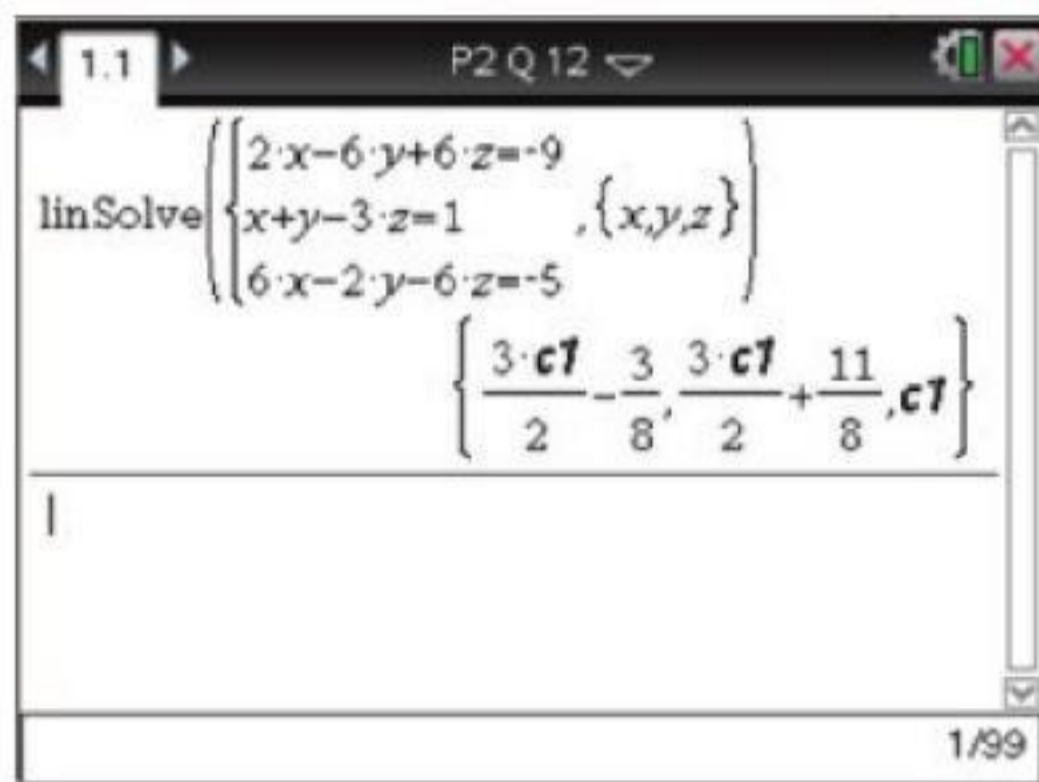 1.1 P2 Q 12
2·x−6·y+6·z=-9
linSolve({x+y−3·z=1 ,{x,y,z})
6·x−2·y−6·z=-5
{3·c1/2−3/8,3·c1/2+11/8,c1}
1/99